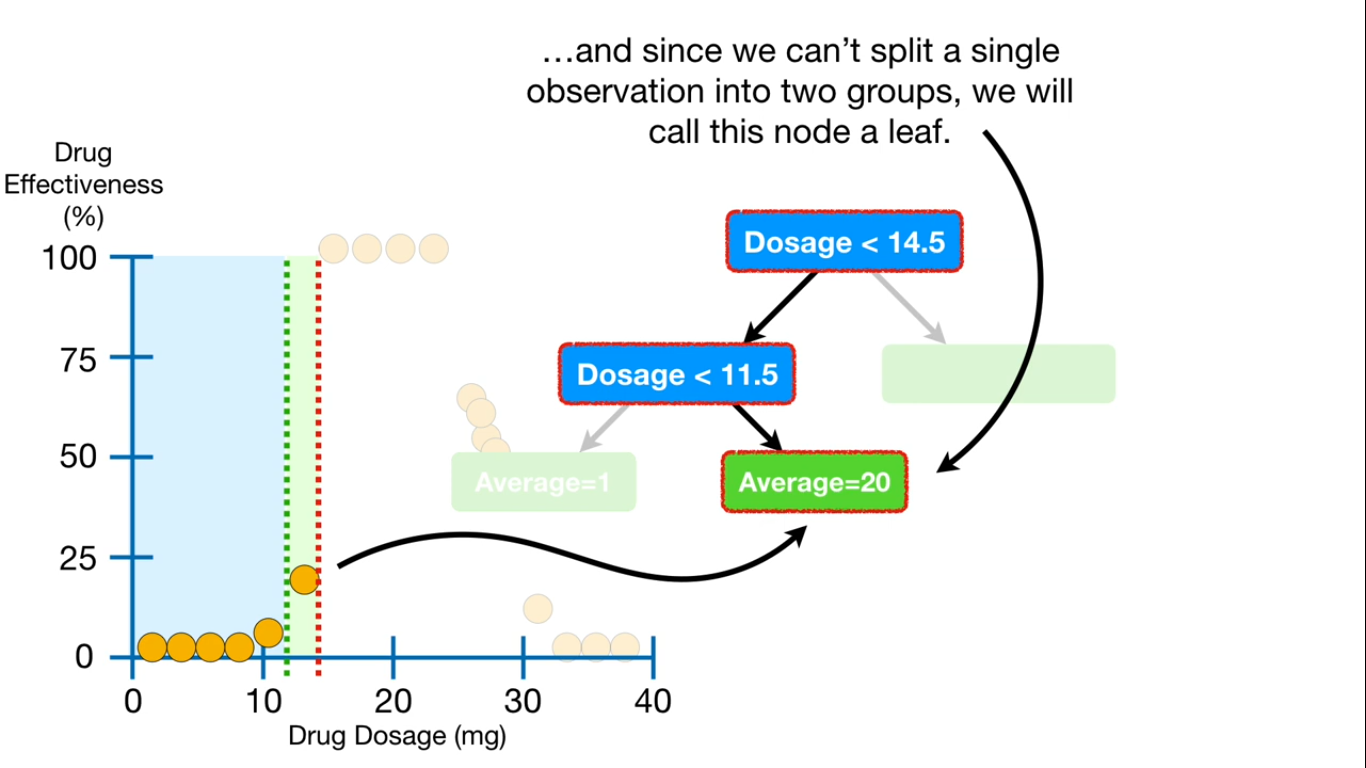 …and since we can’t split a single
observation into two groups, we will
call this node a leaf.
Drug
Effectiveness
(%)
100
75
50
25
0
0
10
20
30
40
Drug Dosage (mg)
Dosage < 14.5
Dosage < 11.5
Average=1
Average=20